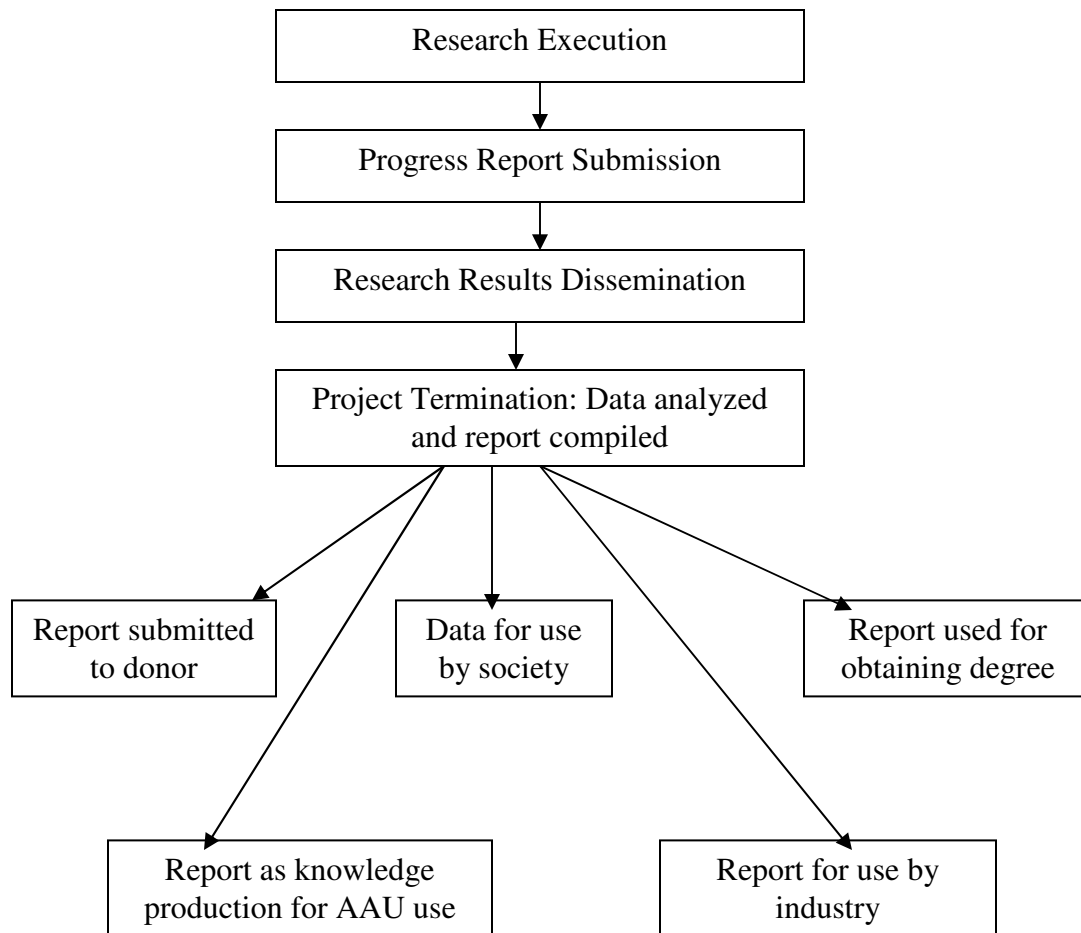 Research Execution
Progress Report Submission
Research Results Dissemination
Project Termination: Data analyzed
and report compiled
Report submitted
to donor
Data for use
by society
Report used for
obtaining degree
Report as knowledge
production for AAU use
Report for use by
industry